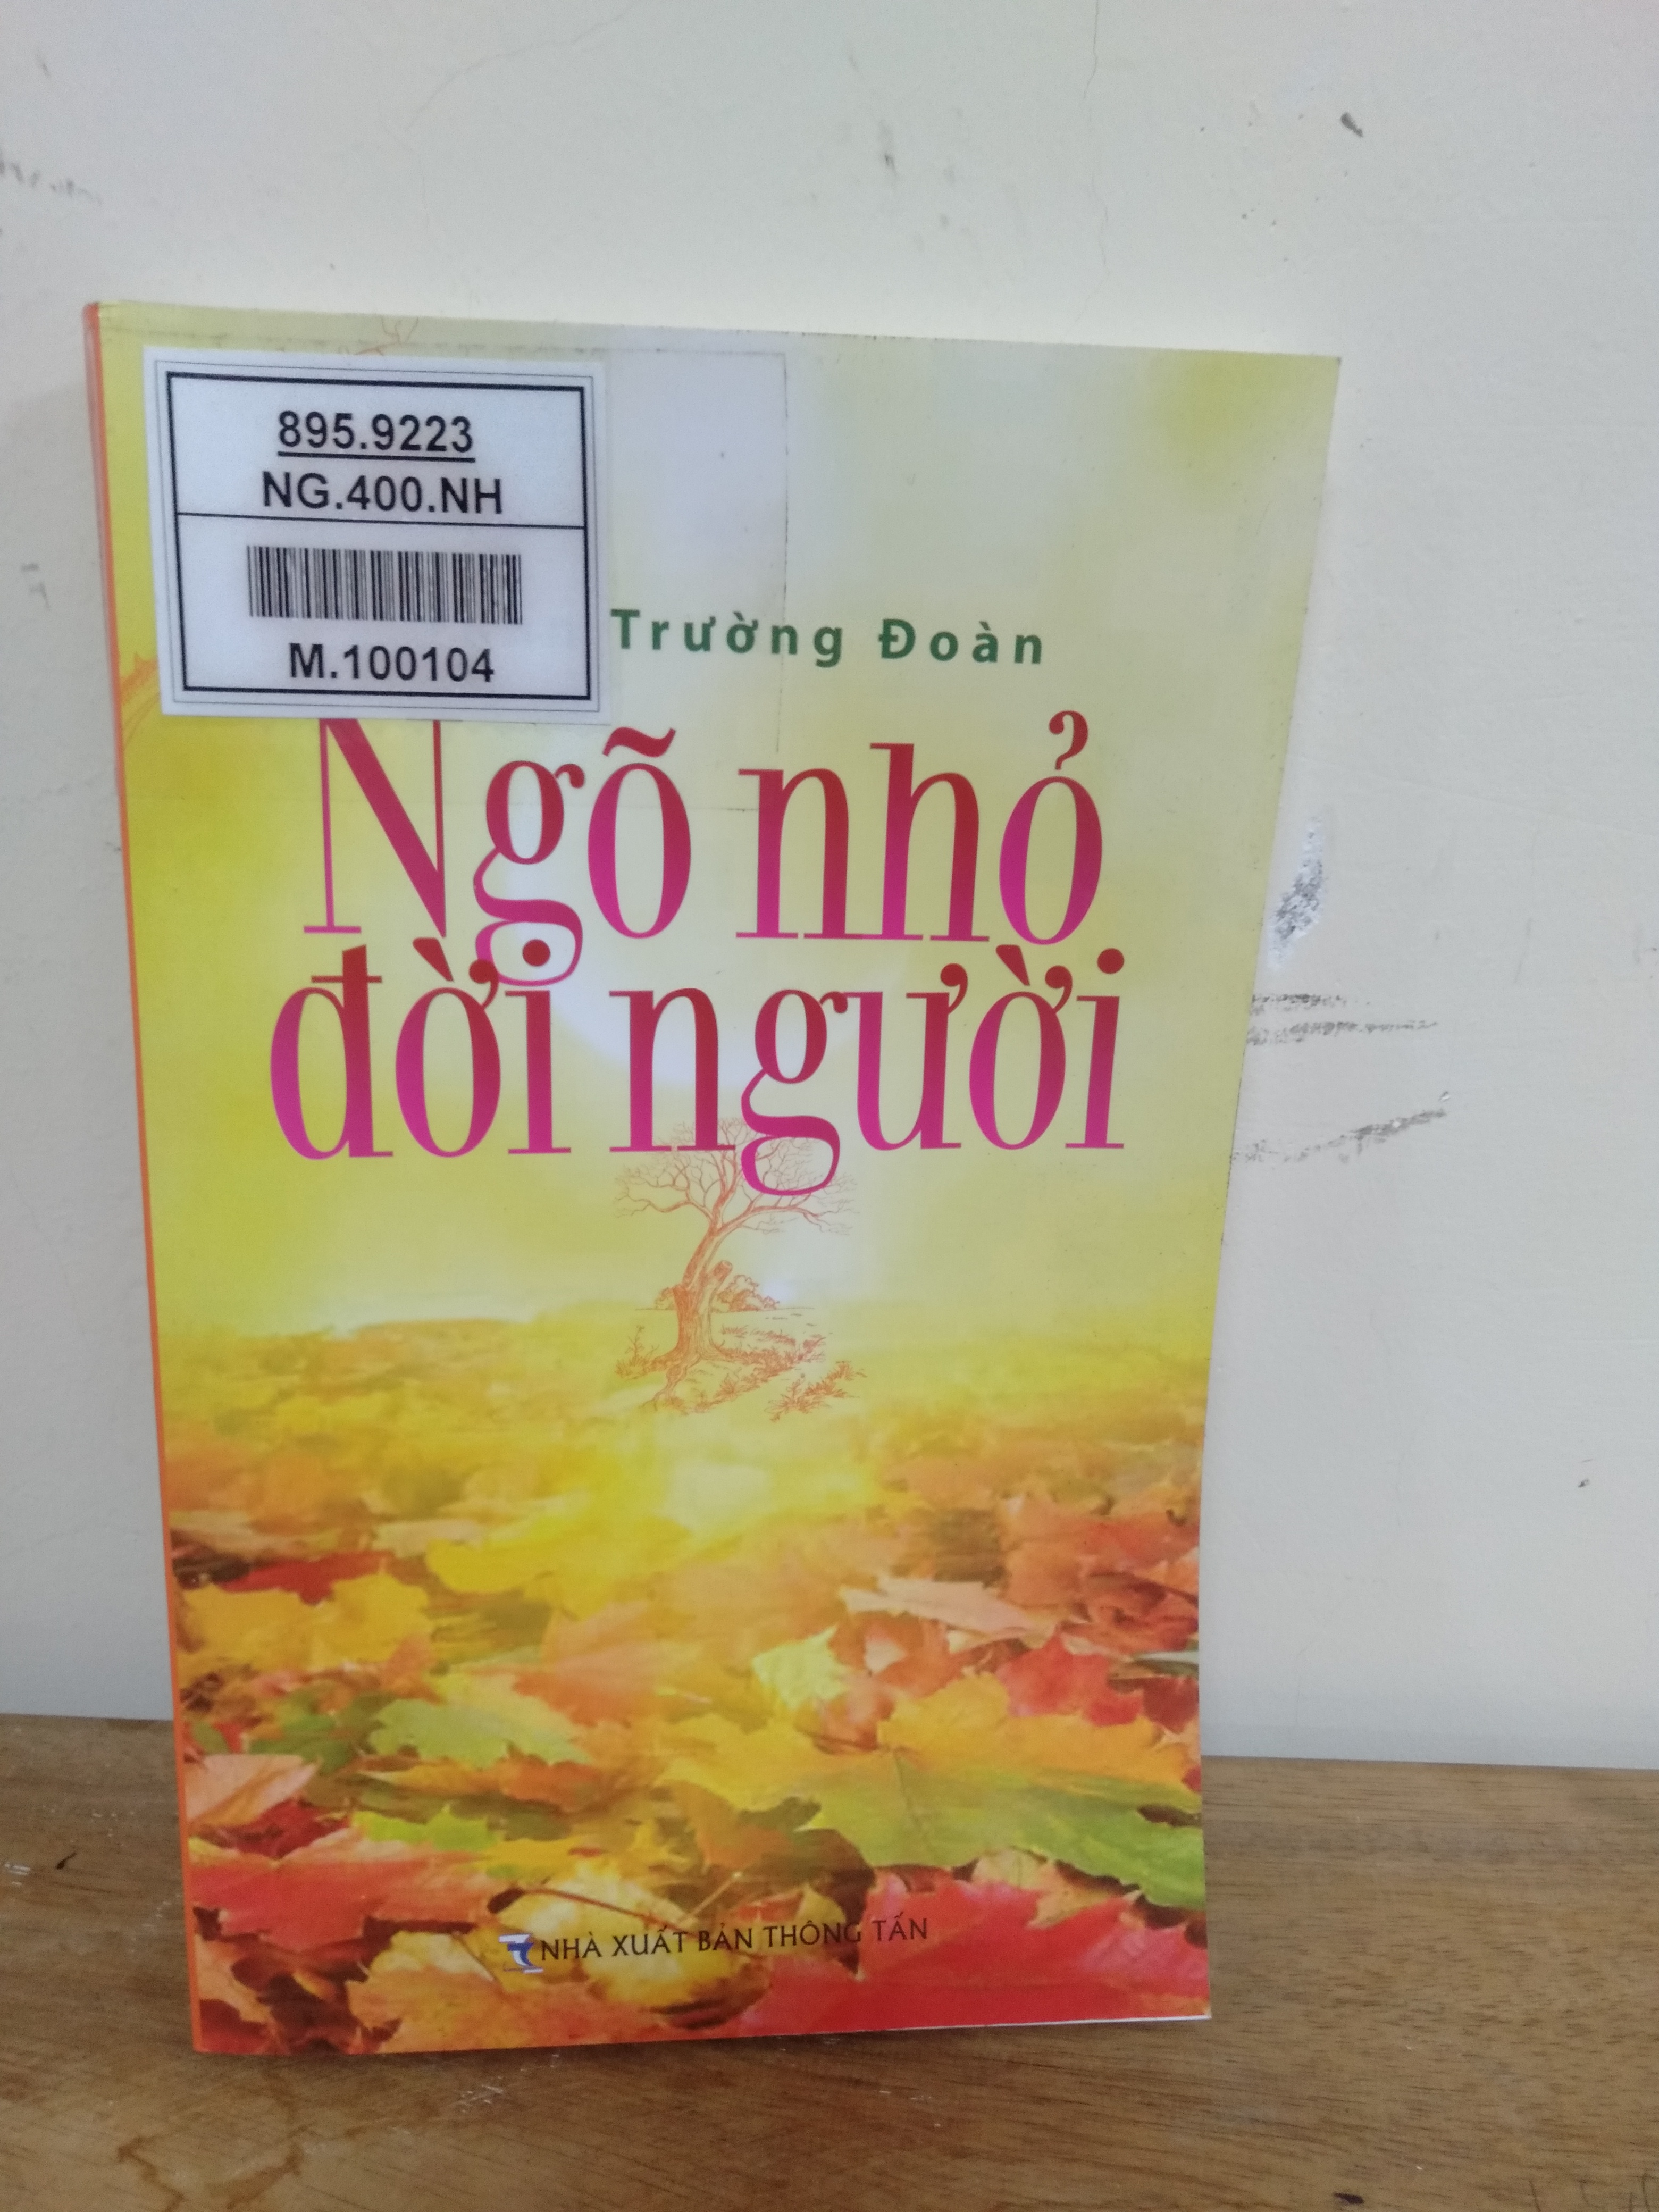 895.9223
NG.400.NH
M.100104
Trường Đoàn
Ngõ nhỏ
đời người
NHÀ XUẤT BẢN THÔNG TẤN